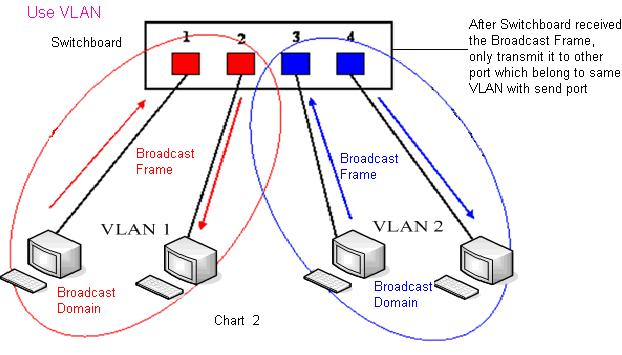 Use VLAN
Switchboard
1 2 3 4
After Switchboard received
the Broadcast Frame,
only transmit it to other
port which belong to same
VLAN with send port
Broadcast
Frame
Broadcast
Frame
VLAN 1
VLAN 2
Broadcast
Domain
Broadcast
Domain
Chart 2